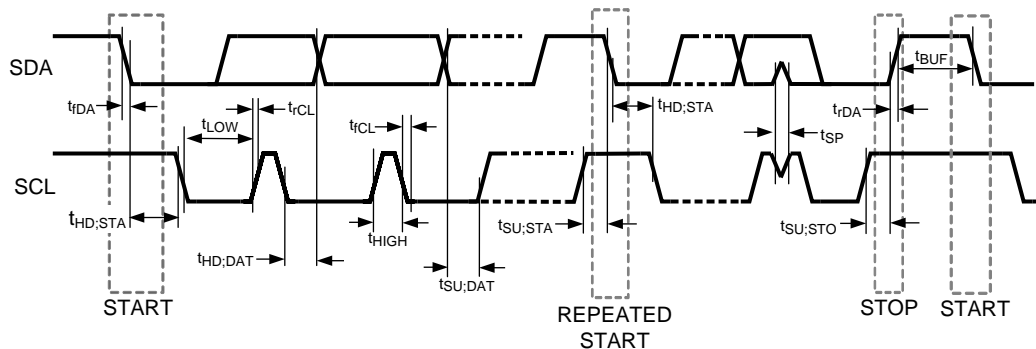 SDA
t_BUF
t_fDA
t_LOW
t_rCL
t_fCL
t_HD;STA
t_SP
t_rDA
SCL
t_HD;STA
t_HD;DAT
t_HIGH
t_SU;DAT
t_SU;STA
t_SU;STO
START
REPEATED
START
STOP
START